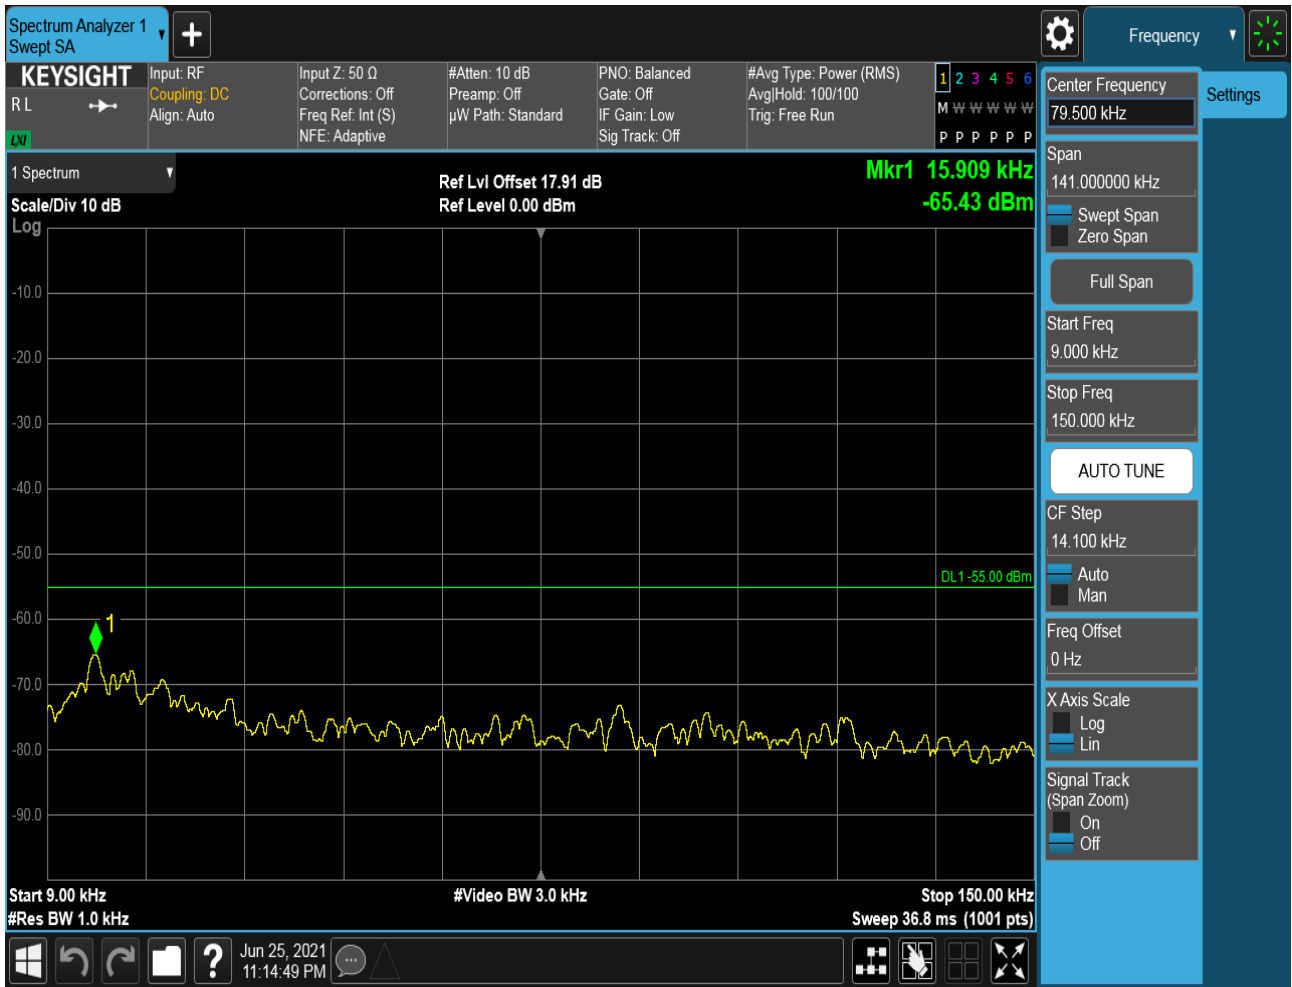 Spectrum Analyzer 1
Swept SA
Frequency
KEYSIGHT
R L
LXI
Input: RF
Coupling: DC
Align: Auto
Input Z: 50 Ω
Corrections: Off
Freq Ref: Int (S)
NFE: Adaptive
#Atten: 10 dB
Preamp: Off
µW Path: Standard
PNO: Balanced
Gate: Off
IF Gain: Low
Sig Track: Off
#Avg Type: Power (RMS)
Avg|Hold: 100/100
Trig: Free Run
1 2 3 4 5 6
M W W W W W
P P P P P P
1 Spectrum
Scale/Div 10 dB
Log
Ref Lvl Offset 17.91 dB
Ref Level 0.00 dBm
Mkr1 15.909 kHz
-65.43 dBm
-10.0
-20.0
-30.0
-40.0
-50.0
DL1 -55.00 dBm
-60.0
1
-70.0
-80.0
-90.0
Start 9.00 kHz
#Video BW 3.0 kHz
Stop 150.00 kHz
#Res BW 1.0 kHz
Sweep 36.8 ms (1001 pts)
Center Frequency
79.500 kHz
Settings
Span
141.000000 kHz
Swept Span
Zero Span
Full Span
Start Freq
9.000 kHz
Stop Freq
150.000 kHz
AUTO TUNE
CF Step
14.100 kHz
Auto
Man
Freq Offset
0 Hz
X Axis Scale
Log
Lin
Signal Track
(Span Zoom)
On
Off
?
Jun 25, 2021
11:14:49 PM